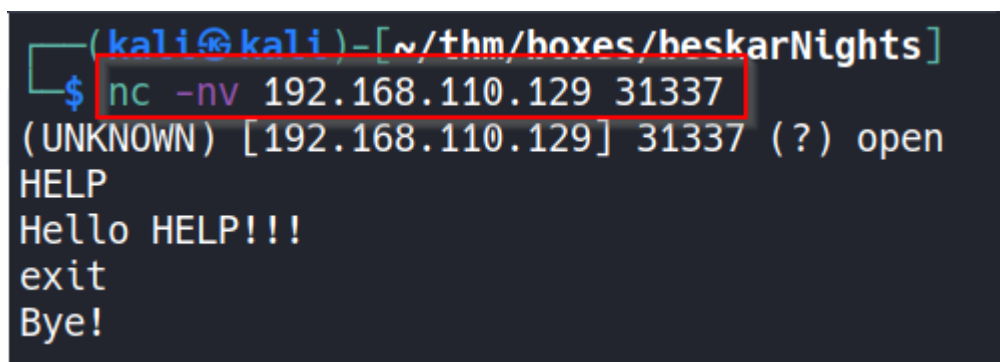 ┌──(kali㉿kali)-[~/thm/boxes/beskarNights]
└─$ nc -nv 192.168.110.129 31337
(UNKNOWN) [192.168.110.129] 31337 (?) open
HELP
Hello HELP!!!
exit
Bye!